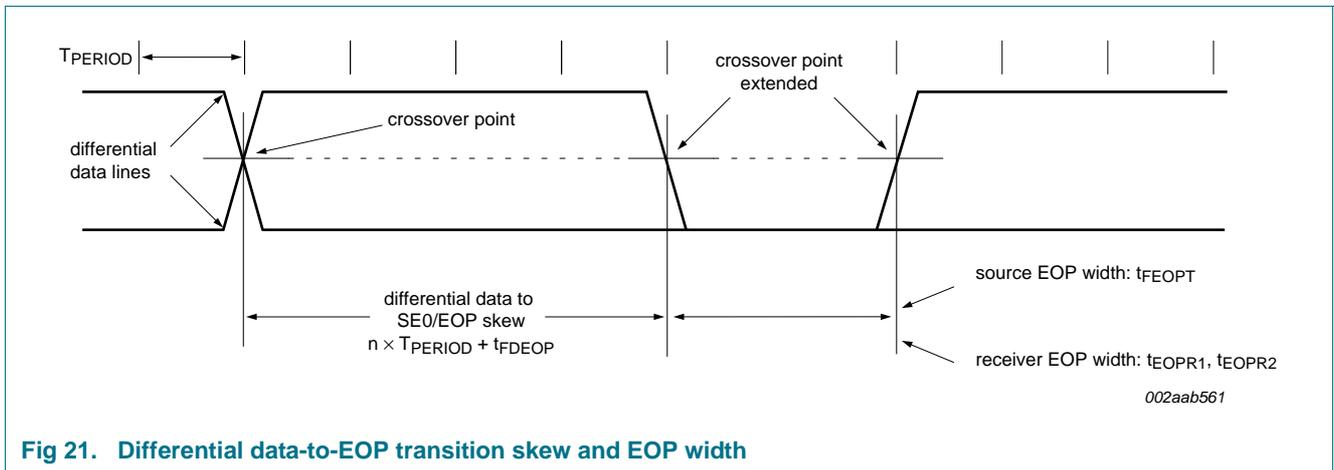 TPERIOD
crossover point
extended
crossover point
differential
data lines
source EOP width: tFEOPT
differential data to
SE0/EOP skew
n × TPERIOD + tFDEOP
receiver EOP width: tEOPR1, tEOPR2
002aab561
Fig 21. Differential data-to-EOP transition skew and EOP width